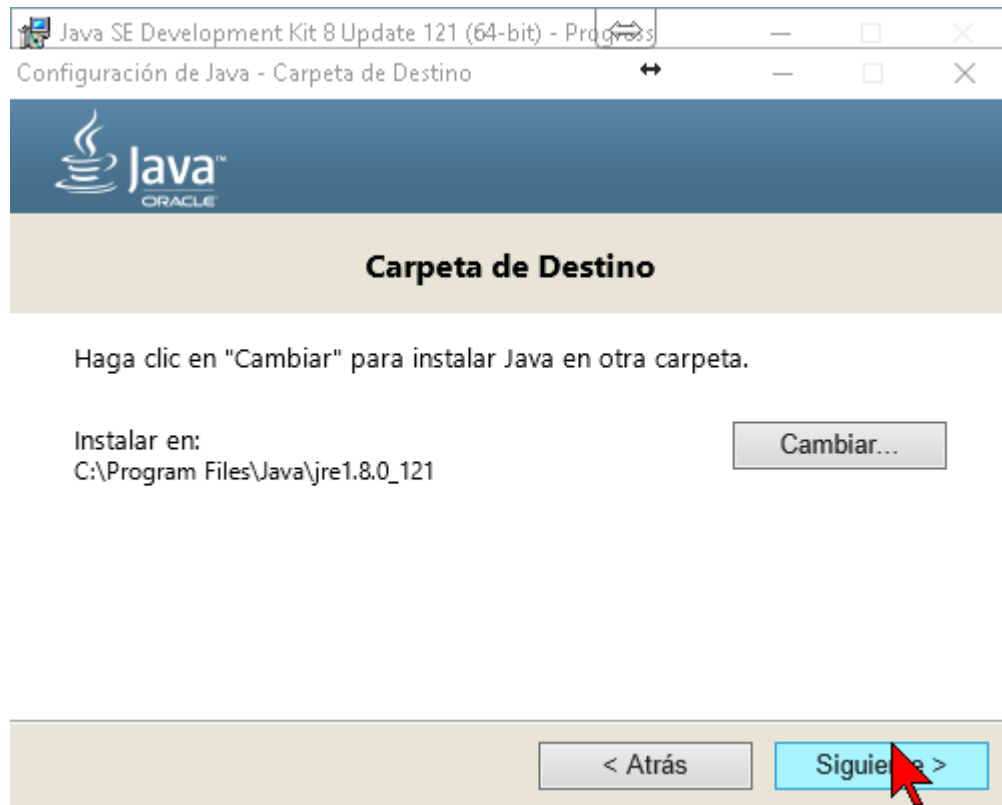 Java SE Development Kit 8 Update 121 (64-bit) - Progress
Configuración de Java - Carpeta de Destino
Java™
ORACLE
Carpeta de Destino
Haga clic en "Cambiar" para instalar Java en otra carpeta.
Instalar en:
Cambiar...
C:\Program Files\Java\jre1.8.0_121
< Atrás
Siguiente >